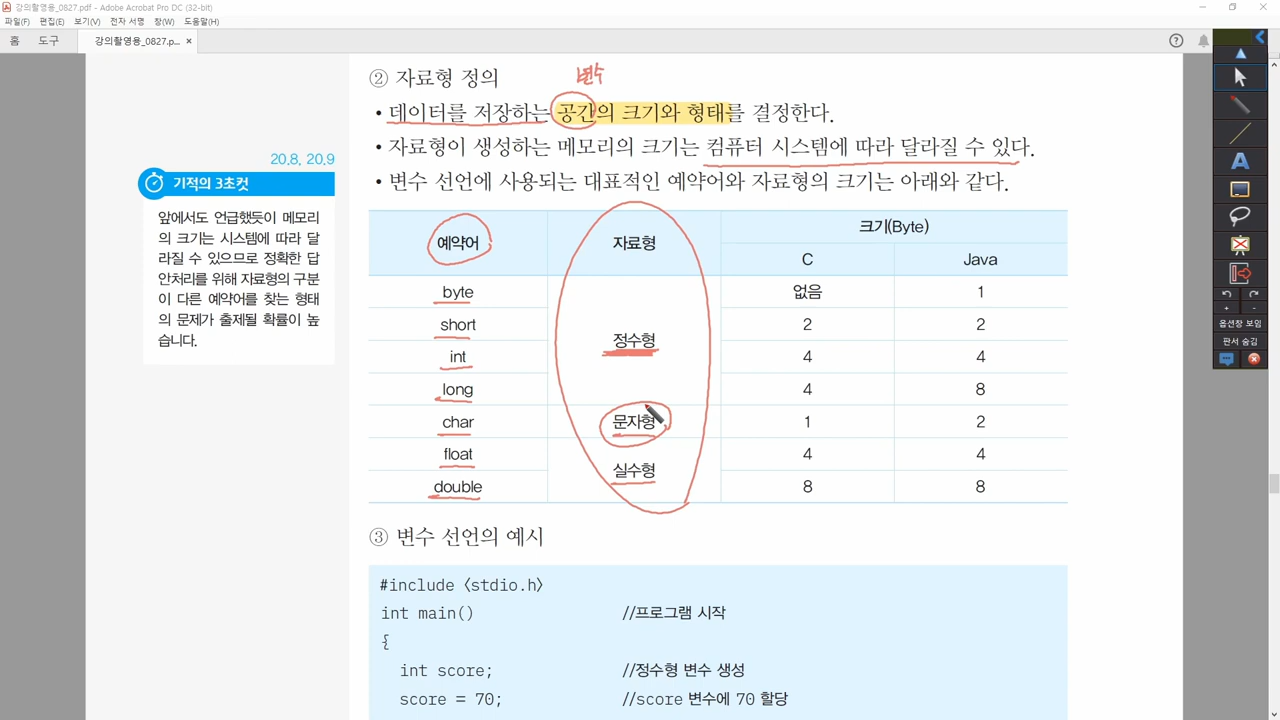 강의촬영용_0827.pdf - Adobe Acrobat Pro DC (32-bit)
파일(F) 편집(E) 보기(V) 전자 서명 창(W) 도움말(H)
홈 도구 강의촬영용_0827.p... ×
② 자료형 정의
변수
• 데이터를 저장하는 공간의 크기와 형태를 결정한다.
• 자료형이 생성하는 메모리의 크기는 컴퓨터 시스템에 따라 달라질 수 있다.
• 변수 선언에 사용되는 대표적인 예약어와 자료형의 크기는 아래와 같다.
20.8, 20.9
기적의 3초컷
앞에서도 언급했듯이 메모리
의 크기는 시스템에 따라 달
라질 수 있으므로 정확한 답
안처리를 위해 자료형의 구분
이 다른 예약어를 찾는 형태
의 문제가 출제될 확률이 높
습니다.
예약어 자료형 크기(Byte)
C Java
byte 없음 1
short 2 2
정수형
int 4 4
long 4 8
char 문자형 1 2
float 4 4
실수형
double 8 8
③ 변수 선언의 예시
#include 〈stdio.h〉
int main() //프로그램 시작
{
int score; //정수형 변수 생성
score = 70; //score 변수에 70 할당
A
+ -
옵션창 보임
판서 숨김